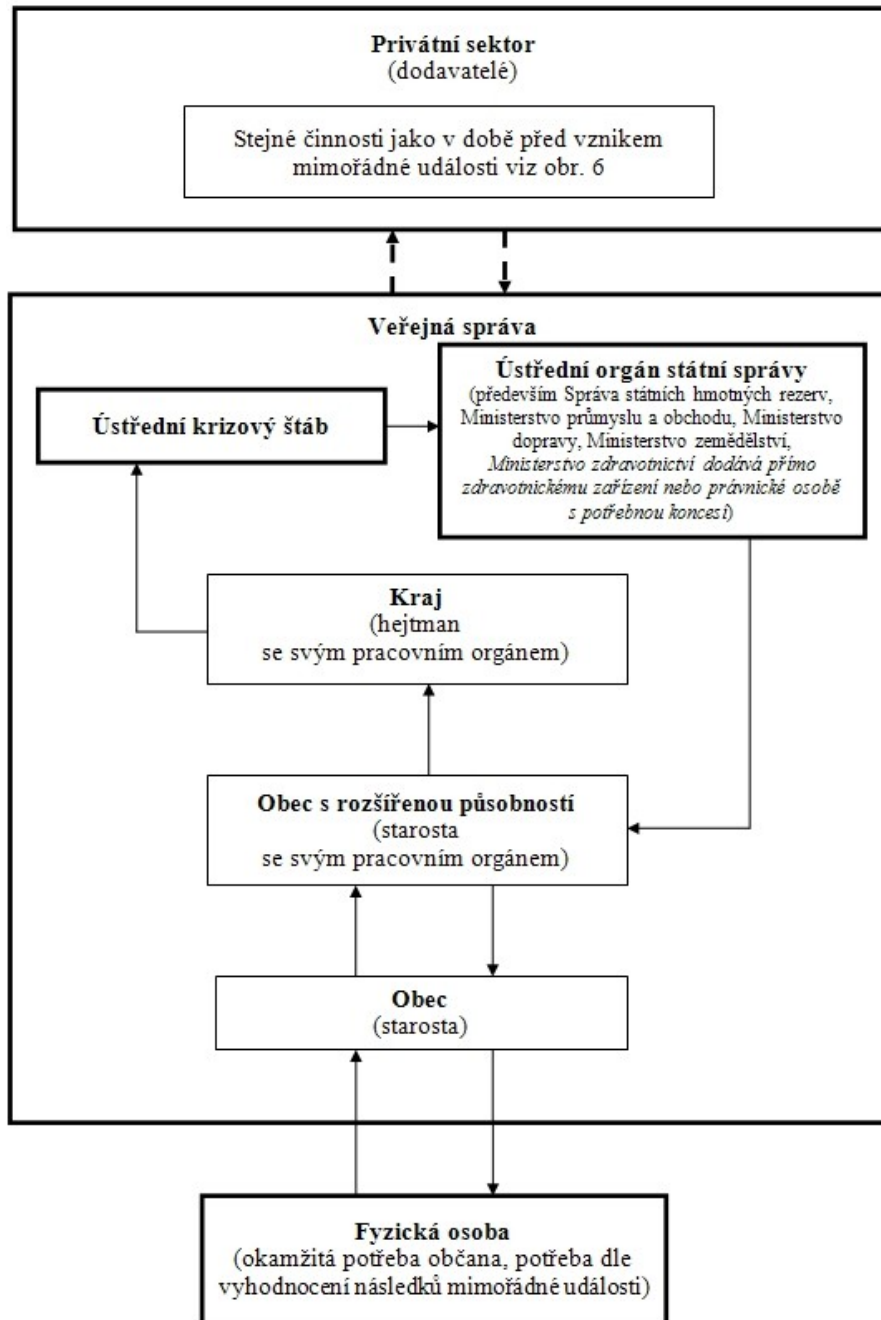 Privátní sektor
(dodavatelé)
Stejné činnosti jako v době před vznikem
mimořádné události viz obr. 6
Veřejná správa
Ústřední krizový štáb
Ústřední orgán státní správy
(především Správa státních hmotných rezerv,
Ministerstvo průmyslu a obchodu, Ministerstvo
dopravy, Ministerstvo zemědělství,
Ministerstvo zdravotnictví dodává přímo
zdravotnickému zařízení nebo právnické osobě
s potřebnou koncesí)
Kraj
(hejtman
se svým pracovním orgánem)
Obec s rozšířenou působností
(starosta
se svým pracovním orgánem)
Obec
(starosta)
Fyzická osoba
(okamžitá potřeba občana, potřeba dle
vyhodnocení následků mimořádné události)